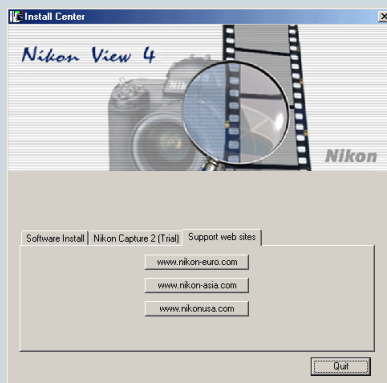 Install Center
Nikon View 4
Nikon
Software Install Nikon Capture 2 (Trial) Support web sites
www.nikon-euro.com
www.nikon-asia.com
www.nikonusa.com
Quit